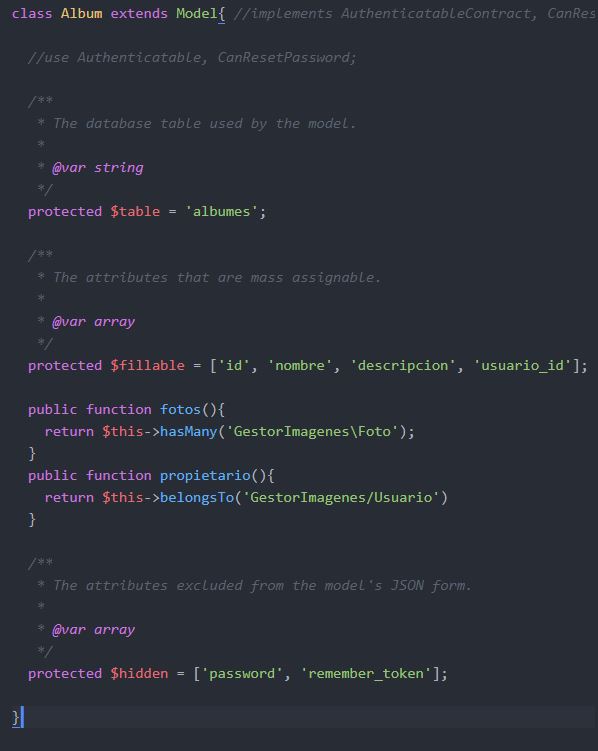 class Album extends Model{ //implements AuthenticatableContract, CanRes
//use Authenticatable, CanResetPassword;
/**
* The database table used by the model.
*
* @var string
*/
protected $table = 'albumes';
/**
* The attributes that are mass assignable.
*
* @var array
*/
protected $fillable = ['id', 'nombre', 'descripcion', 'usuario_id'];
public function fotos(){
return $this->hasMany('GestorImagenes\Foto');
}
public function propietario(){
return $this->belongsTo('GestorImagenes/Usuario')
}
/**
* The attributes excluded from the model's JSON form.
*
* @var array
*/
protected $hidden = ['password', 'remember_token'];
}